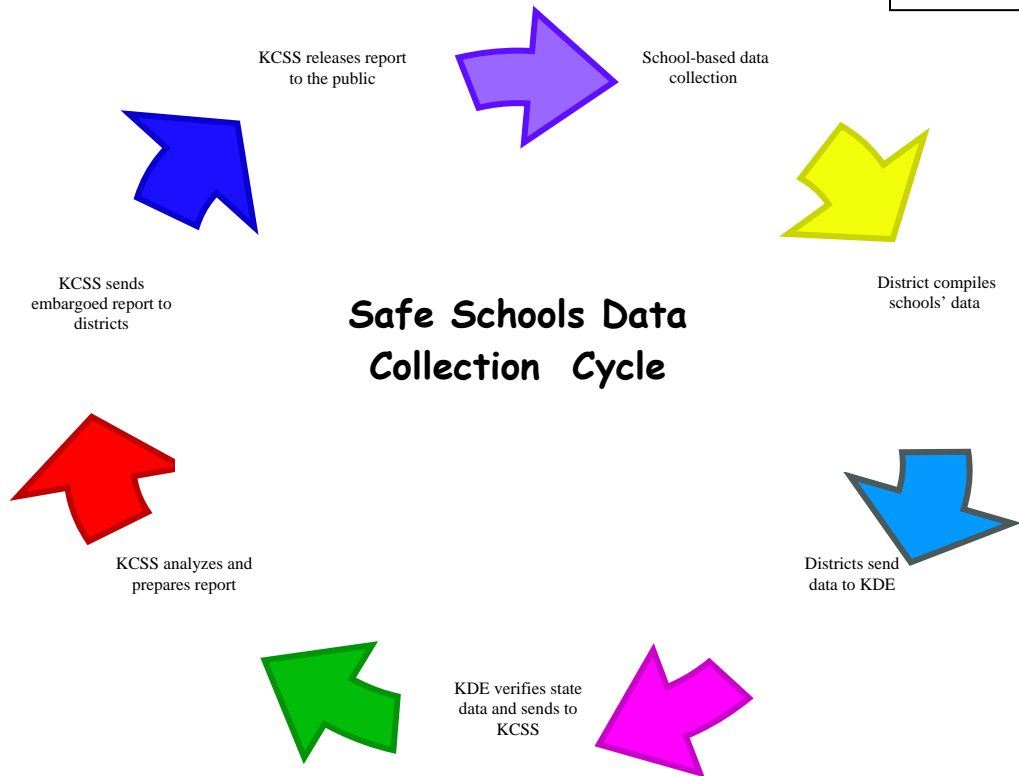 KCSS releases report
to the public
School-based data
collection
District compiles
schools’ data
Districts send
data to KDE
KDE verifies state
data and sends to
KCSS
KCSS analyzes and
prepares report
KCSS sends
embargoed report to
districts
Safe Schools Data
Collection Cycle